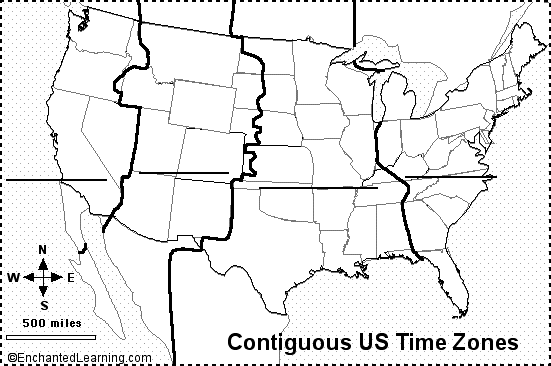 N
W E
S
500 miles
Contiguous US Time Zones
©EnchantedLearning.com